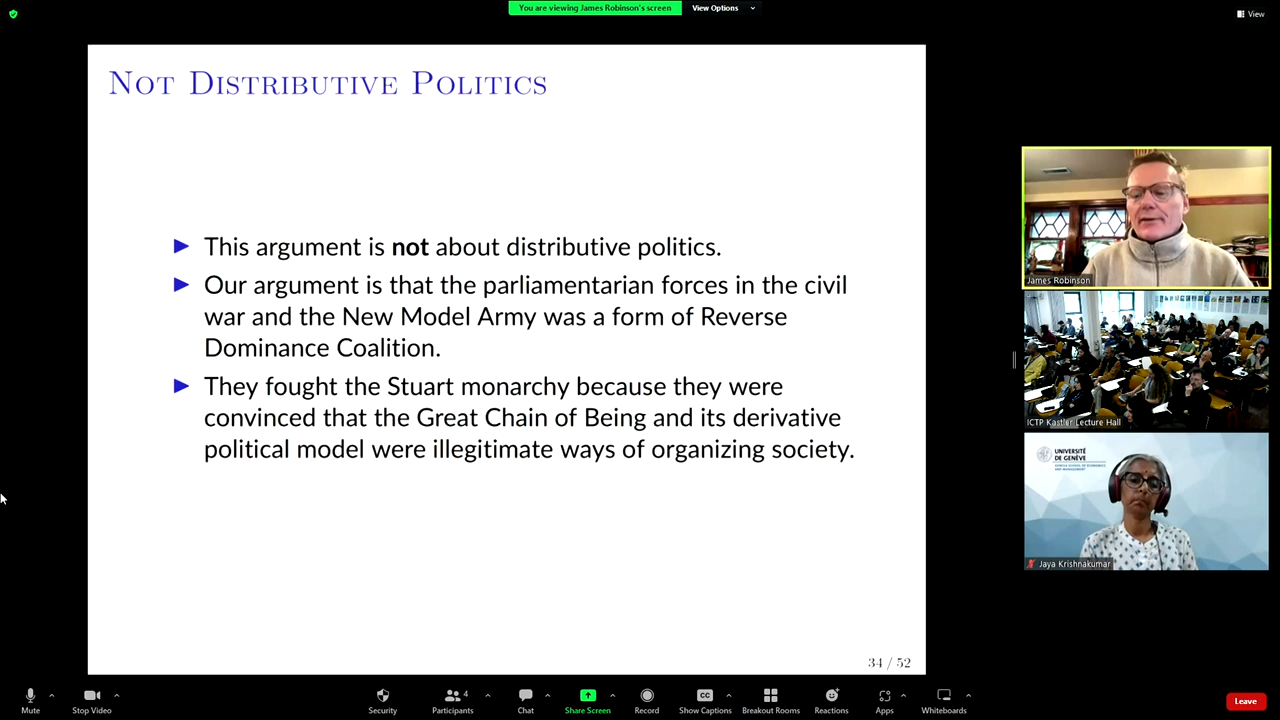 You are viewing James Robinson's screen
View Options
View
Not Distributive Politics
This argument is not about distributive politics.
Our argument is that the parliamentarian forces in the civil
war and the New Model Army was a form of Reverse
Dominance Coalition.
They fought the Stuart monarchy because they were
convinced that the Great Chain of Being and its derivative
political model were illegitimate ways of organizing society.
34 / 52
James Robinson
ICTP Kastler Lecture Hall
UNIVERSITÉ
DE GENÈVE
GENEVA SCHOOL OF ECONOMICS
AND MANAGEMENT
Jaya Krishnakumar
Mute
Stop Video
Security
Participants
4
Chat
Share Screen
Record
CC
Show Captions
Breakout Rooms
Reactions
Apps
Whiteboards
Leave